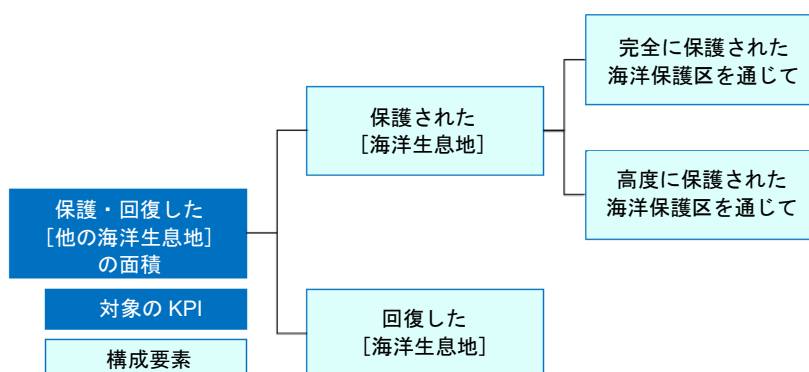 完全に保護された
海洋保護区を通じて
保護された
［海洋生息地］
高度に保護された
海洋保護区を通じて
保護・回復した
［他の海洋生息地］
の面積
対象の KPI
回復した
［海洋生息地］
構成要素